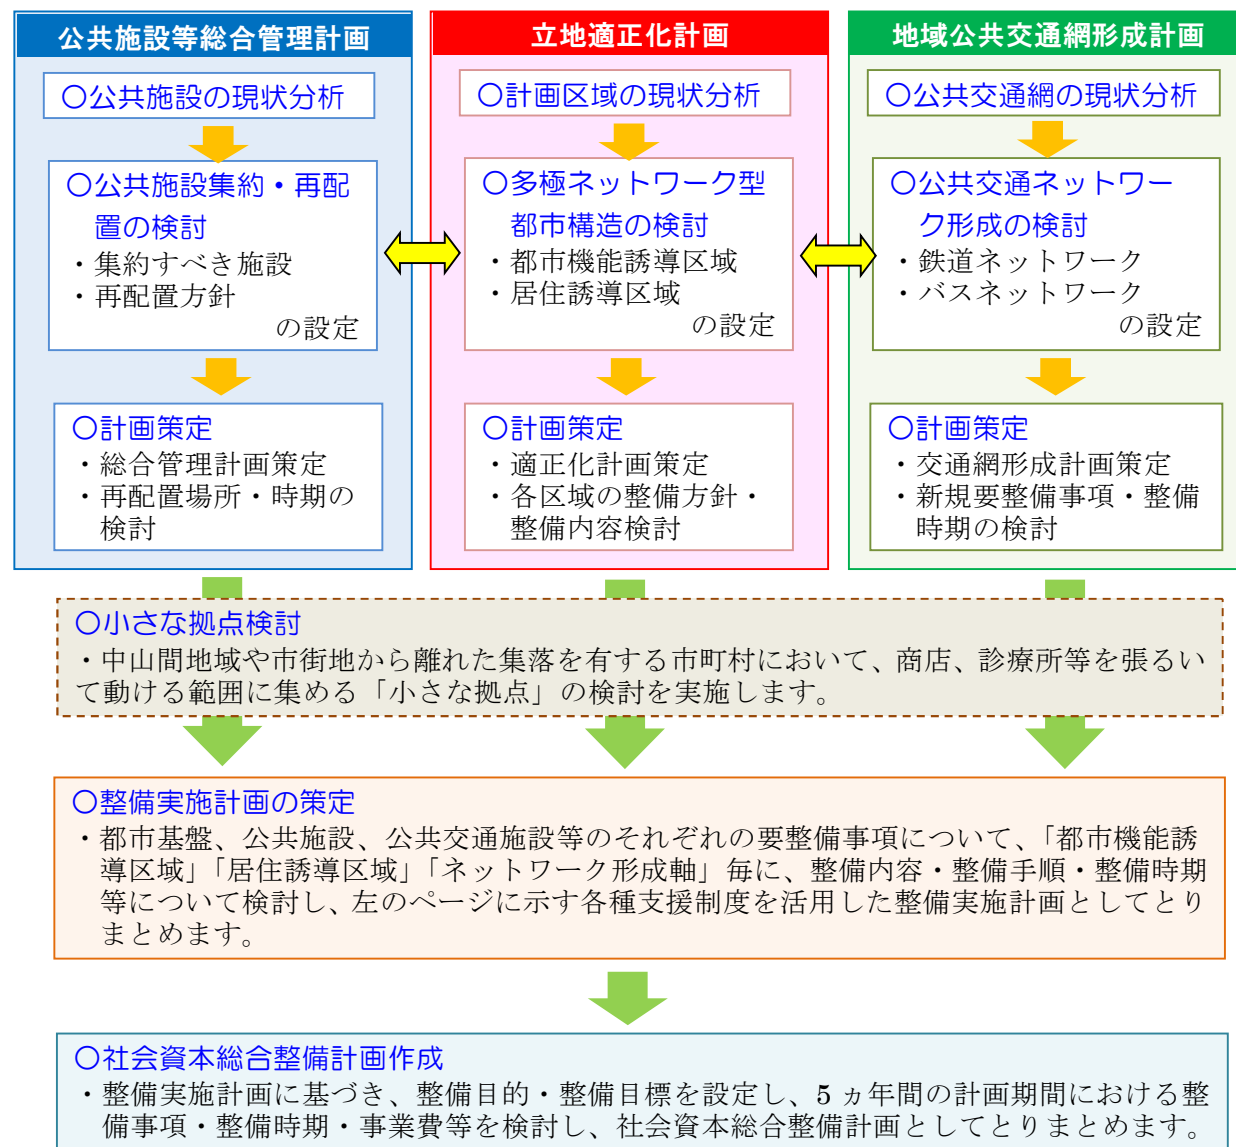 公共施設等総合管理計画
○公共施設の現状分析
○公共施設集約・再配
置の検討
・集約すべき施設
・再配置方針
の設定
○計画策定
・総合管理計画策定
・再配置場所・時期の
検討
立地適正化計画
○計画区域の現状分析
○多極ネットワーク型
都市構造の検討
・都市機能誘導区域
・居住誘導区域
の設定
○計画策定
・適正化計画策定
・各区域の整備方針・
整備内容検討
地域公共交通網形成計画
○公共交通網の現状分析
○公共交通ネットワー
ク形成の検討
・鉄道ネットワーク
・バスネットワーク
の設定
○計画策定
・交通網形成計画策定
・新規要整備事項・整備
時期の検討
○小さな拠点検討
・中山間地域や市街地から離れた集落を有する市町村において、商店、診療所等を張るい
て動ける範囲に集める「小さな拠点」の検討を実施します。
○整備実施計画の策定
・都市基盤、公共施設、公共交通施設等のそれぞれの要整備事項について、「都市機能誘
導区域」「居住誘導区域」「ネットワーク形成軸」毎に、整備内容・整備手順・整備時期
等について検討し、左のページに示す各種支援制度を活用した整備実施計画としてとり
まとめます。
○社会資本総合整備計画作成
・整備実施計画に基づき、整備目的・整備目標を設定し、5 ヵ年間の計画期間における整
備事項・整備時期・事業費等を検討し、社会資本総合整備計画としてとりまとめます。